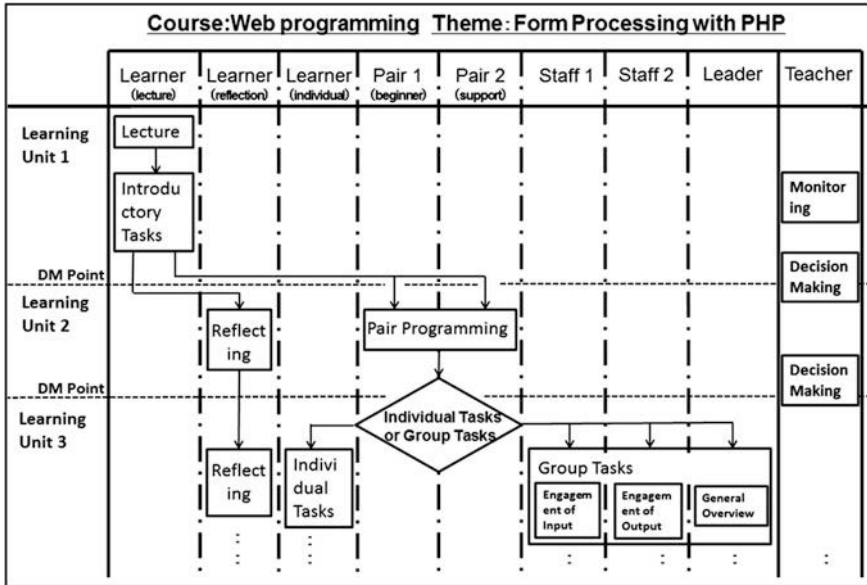 Course:Web programming Theme:Form Processing with PHP
Learner
(lecture)
Learner
(reflection)
Learner
(individual)
Pair 1
(beginner)
Pair 2
(support)
Staff 1
Staff 2
Leader
Teacher
Learning
Unit 1
Lecture
Introdu
ctory
Tasks
Monitor
ing
DM Point
Decision
Making
Learning
Unit 2
Reflect
ing
Pair Programming
DM Point
Decision
Making
Learning
Unit 3
Individual Tasks
or Group Tasks
Reflect
ing
Indivi
dual
Tasks
Group Tasks
Engagem
ent of
Input
Engagem
ent of
Output
General
Overview